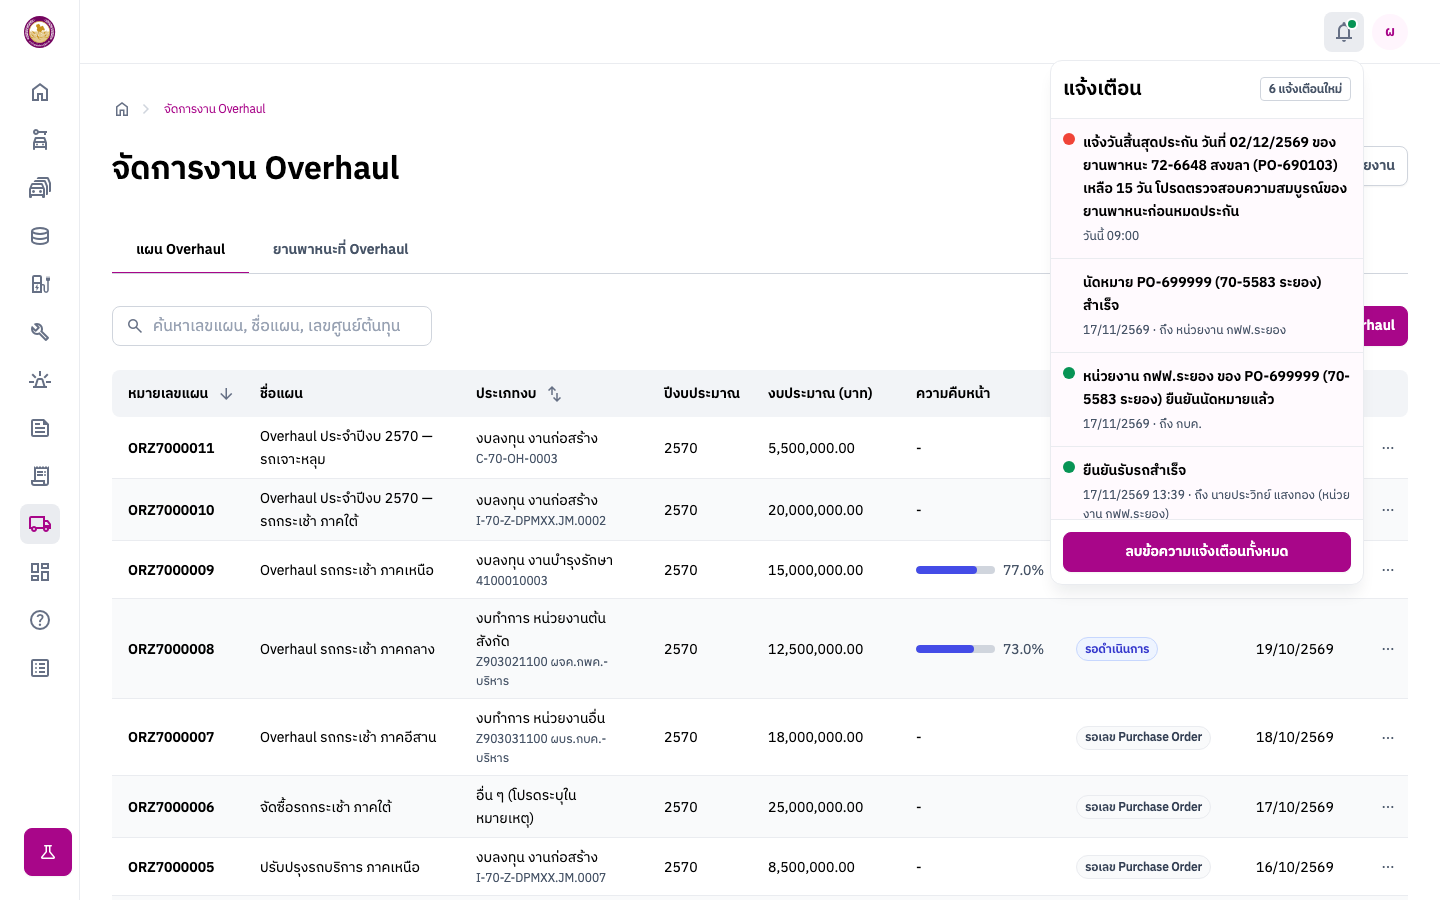 ผ
จัดการงาน Overhaul
จัดการงาน Overhaul
แผน Overhaul
ยานพาหนะที่ Overhaul
ค้นหาเลขแผน, ชื่อแผน, เลขศูนย์ต้นทุน
แจ้งเตือน
6 แจ้งเตือนใหม่
แจ้งวันสิ้นสุดประกัน วันที่ 02/12/2569 ของ
ยานพาหนะ 72-6648 สงขลา (PO-690103)
เหลือ 15 วัน โปรดตรวจสอบความสมบูรณ์ของ
ยานพาหนะก่อนหมดประกัน
วันนี้ 09:00
นัดหมาย PO-699999 (70-5583 ระยอง)
สำเร็จ
17/11/2569 · ถึง หน่วยงาน กฟฟ.ระยอง
หน่วยงาน กฟฟ.ระยอง ของ PO-699999 (70-
5583 ระยอง) ยืนยันนัดหมายแล้ว
17/11/2569 · ถึง กบค.
ยืนยันรับรถสำเร็จ
17/11/2569 13:39 · ถึง นายประวิทย์ แสงทอง (หน่วย
งาน กฟฟ.ระยอง)
ลบข้อความแจ้งเตือนทั้งหมด
ยงาน
rhaul
หมายเลขแผน ชื่อแผน ประเภทงบ ปีงบประมาณ งบประมาณ (บาท) ความคืบหน้า
ORZ7000011 Overhaul ประจำปีงบ 2570 — งบลงทุน งานก่อสร้าง 2570 5,500,000.00 -
รถเจาะหลุม C-70-OH-0003
ORZ7000010 Overhaul ประจำปีงบ 2570 — งบลงทุน งานก่อสร้าง 2570 20,000,000.00 -
รถกระเช้า ภาคใต้ I-70-Z-DPMXX.JM.0002
ORZ7000009 Overhaul รถกระเช้า ภาคเหนือ งบลงทุน งานบำรุงรักษา 2570 15,000,000.00 77.0%
4100010003
ORZ7000008 Overhaul รถกระเช้า ภาคกลาง งบทำการ หน่วยงานต้น 2570 12,500,000.00 73.0% รอดำเนินการ 19/10/2569
สังกัด
Z903021100 ผจค.กพค.-
บริหาร
ORZ7000007 Overhaul รถกระเช้า ภาคอีสาน งบทำการ หน่วยงานอื่น 2570 18,000,000.00 - รอเลข Purchase Order 18/10/2569
Z903031100 ผบร.กบค.-
บริหาร
ORZ7000006 จัดซื้อรถกระเช้า ภาคใต้ อื่น ๆ (โปรดระบุใน 2570 25,000,000.00 - รอเลข Purchase Order 17/10/2569
หมายเหตุ)
ORZ7000005 ปรับปรุงรถบริการ ภาคเหนือ งบลงทุน งานก่อสร้าง 2570 8,500,000.00 - รอเลข Purchase Order 16/10/2569
I-70-Z-DPMXX.JM.0007